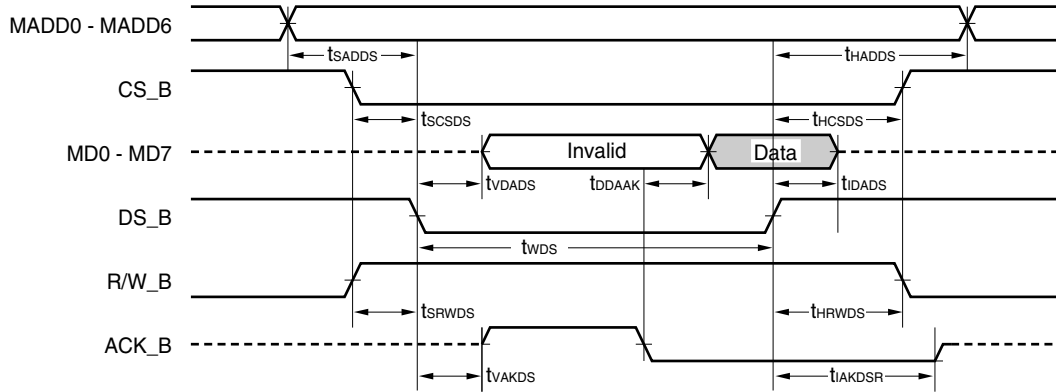 MADD0 - MADD6
tSADDS tHADDS
CS_B
tSCSDS tHCSDS
MD0 - MD7 Invalid Data
tVDADS tDDAAK tIDADS
DS_B
tWDS
R/W_B
tSRWDS tHRWDS
ACK_B
tVAKDS tIAKDSR